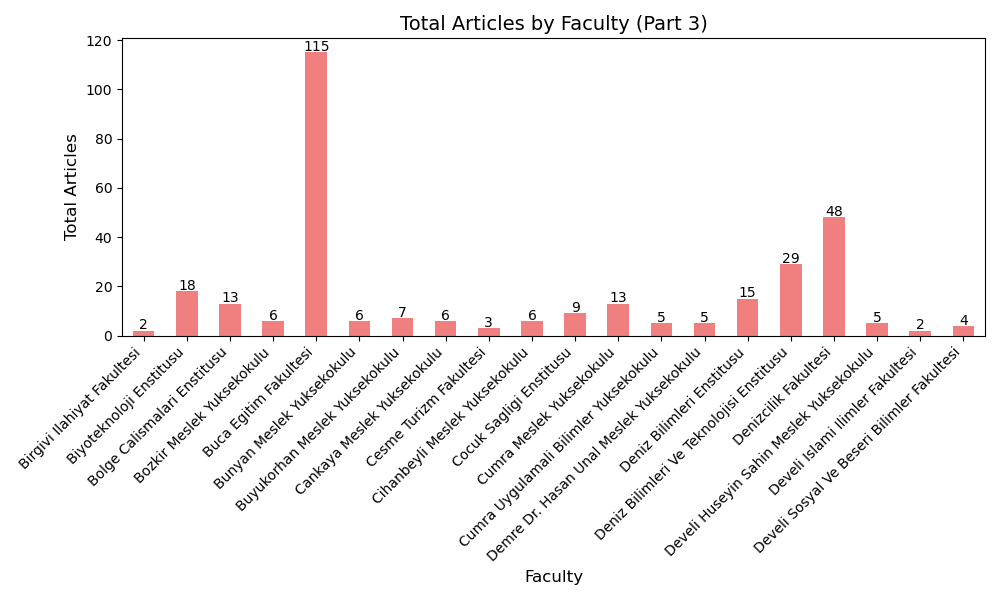 Total Articles by Faculty (Part 3)
Total Articles
120
100
80
60
40
20
0
2
18
13
6
115
6
7
6
3
6
9
13
5
5
15
29
48
5
2
4
Birgivi Ilahiyat Fakultesi
Biyoteknoloji Enstitusu
Bolge Calismalari Enstitusu
Bozkir Meslek Yuksekokulu
Buca Egitim Fakultesi
Bunyan Meslek Yuksekokulu
Buyukorhan Meslek Yuksekokulu
Cankaya Meslek Yuksekokulu
Cesme Turizm Fakultesi
Cihanbeyli Meslek Yuksekokulu
Cocuk Sagligi Enstitusu
Cumra Meslek Yuksekokulu
Cumra Uygulamali Bilimler Yuksekokulu
Demre Dr. Hasan Unal Meslek Yuksekokulu
Deniz Bilimleri Enstitusu
Deniz Bilimleri Ve Teknolojisi Enstitusu
Denizcilik Fakultesi
Develi Huseyin Sahin Meslek Yuksekokulu
Develi Islami Ilimler Fakultesi
Develi Sosyal Ve Beseri Bilimler Fakultesi
Faculty